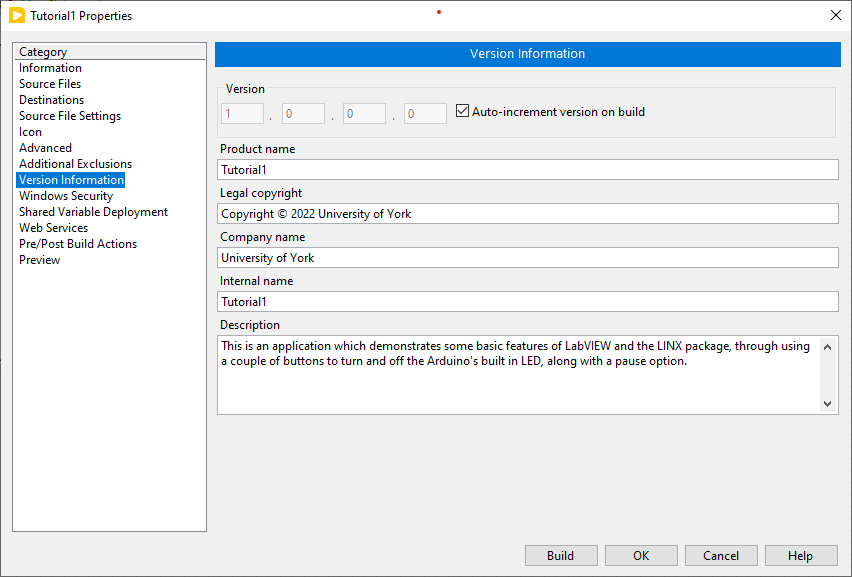 Tutorial1 Properties
Category
Information
Source Files
Destinations
Source File Settings
Icon
Advanced
Additional Exclusions
Version Information
Windows Security
Shared Variable Deployment
Web Services
Pre/Post Build Actions
Preview
Version Information
Version
1 . 0 . 0 . 0 Auto-increment version on build
Product name
Tutorial1
Legal copyright
Copyright © 2022 University of York
Company name
University of York
Internal name
Tutorial1
Description
This is an application which demonstrates some basic features of LabVIEW and the LINX package, through using
a couple of buttons to turn and off the Arduino's built in LED, along with a pause option.
Build OK Cancel Help